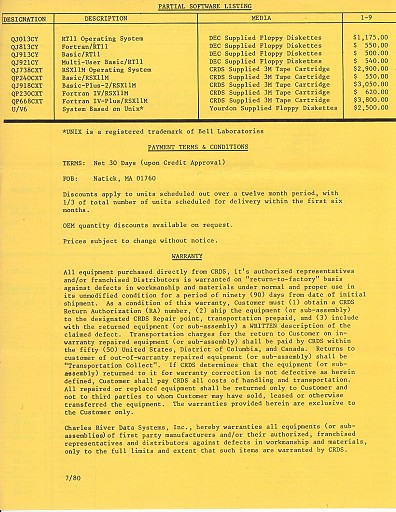 PARTIAL SOFTWARE LISTING
DESIGNATION DESCRIPTION MEDIA 1-9
QJ013CY RT11 Operating System DEC Supplied Floppy Diskettes $1,175.00
QJ813CY Fortran/RT11 DEC Supplied Floppy Diskettes $ 550.00
QJ913CY Basic/RT11 DEC Supplied Floppy Diskettes $ 500.00
QJ921CY Multi-User Basic/RT11 DEC Supplied Floppy Diskettes $ 540.00
QJ738CXT RSX11M Operating System CRDS Supplied 3M Tape Cartridge $2,900.00
QP240CXT Basic/RSX11M CRDS Supplied 3M Tape Cartridge $ 550.00
QJ918CXT Basic-Plus-2/RSX11M CRDS Supplied 3M Tape Cartridge $3,050.00
QP230CXT Fortran IV/RSX11M CRDS Supplied 3M Tape Cartridge $ 620.00
QP668CXT Fortran IV-Plus/RSX11M CRDS Supplied 3M Tape Cartridge $3,800.00
U/V6 System Based on Unix* Yourdon Supplied Floppy Diskettes $2,500.00
*UNIX is a registered trademark of Bell Laboratories
PAYMENT TERMS & CONDITIONS
TERMS: Net 30 Days (upon Credit Approval)
FOB: Natick, MA 01760
Discounts apply to units scheduled out over a twelve month period, with
1/3 of total number of units scheduled for delivery within the first six
months.
OEM quantity discounts available on request.
Prices subject to change without notice.
WARRANTY
All equipment purchased directly from CRDS, it's authorized representatives
and/or franchised Distributors is warranted on "return-to-factory" basis
against defects in workmanship and materials under normal and proper use in
its unmodified condition for a period of ninety (90) days from date of initial
shipment. As a condition of this warranty, Customer must (1) obtain a CRDS
Return Authorization (RA) number, (2) ship the equipment (or sub-assembly)
to the designated CRDS Repair point, transportation prepaid, and (3) include
with the returned equipment (or sub-assembly) a WRITTEN description of the
claimed defect. Transportation charges for the return to Customer on in-
warranty repaired equipment (or sub-assembly) shall be paid by CRDS within
the fifty (50) United States, District of Columbia, and Canada. Returns to
customer of out-of-warranty repaired equipment (or sub-assembly) shall be
"Transportation Collect". If CRDS determines that the equipment (or sub-
assembly) returned to it for warranty correction is not defective as herein
defined, Customer shall pay CRDS all costs of handling and transportation.
All repaired or replaced equipment shall be returned only to Customer and
not to third parties to whom Customer may have sold, leased or otherwise
transferred the equipment. The warranties provided herein are exclusive to
the Customer only.
Charles River Data Systems, Inc., hereby warranties all equipments (or sub-
assemblies) of first party manufacturers and/or their authorized, franchised
representatives and distributors against defects in workmanship and materials,
only to the full limits and extent that such items are warranted by CRDS.
7/80